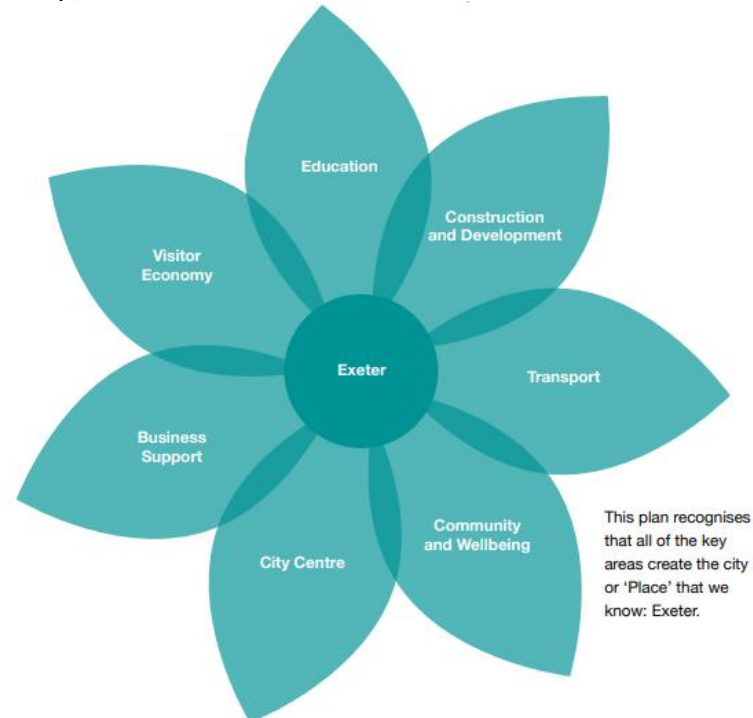 Education
Construction
and Development
Visitor
Economy
Exeter
Transport
Business
Support
Community
and Wellbeing
City Centre
This plan recognises
that all of the key
areas create the city
or ‘Place’ that we
know: Exeter.